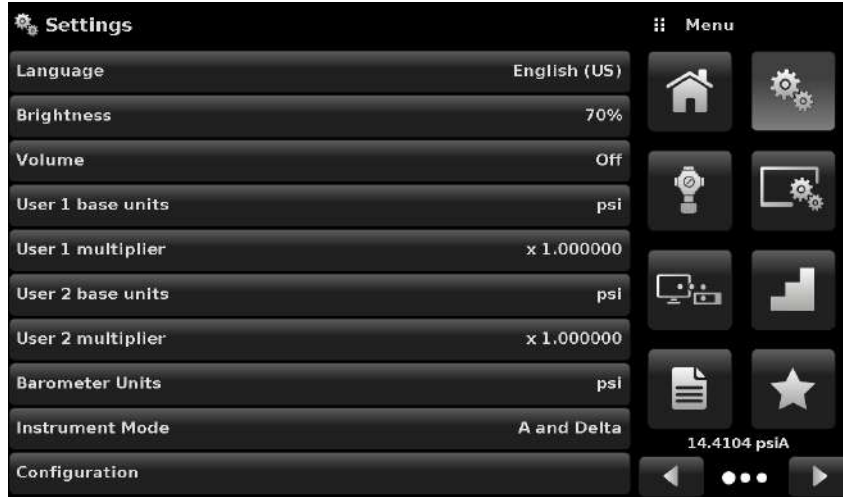 Settings
Menu
Language English (US)
Brightness 70%
Volume Off
User 1 base units psi
User 1 multiplier x 1.000000
User 2 base units psi
User 2 multiplier x 1.000000
Barometer Units psi
Instrument Mode A and Delta
Configuration
14.4104 psiA